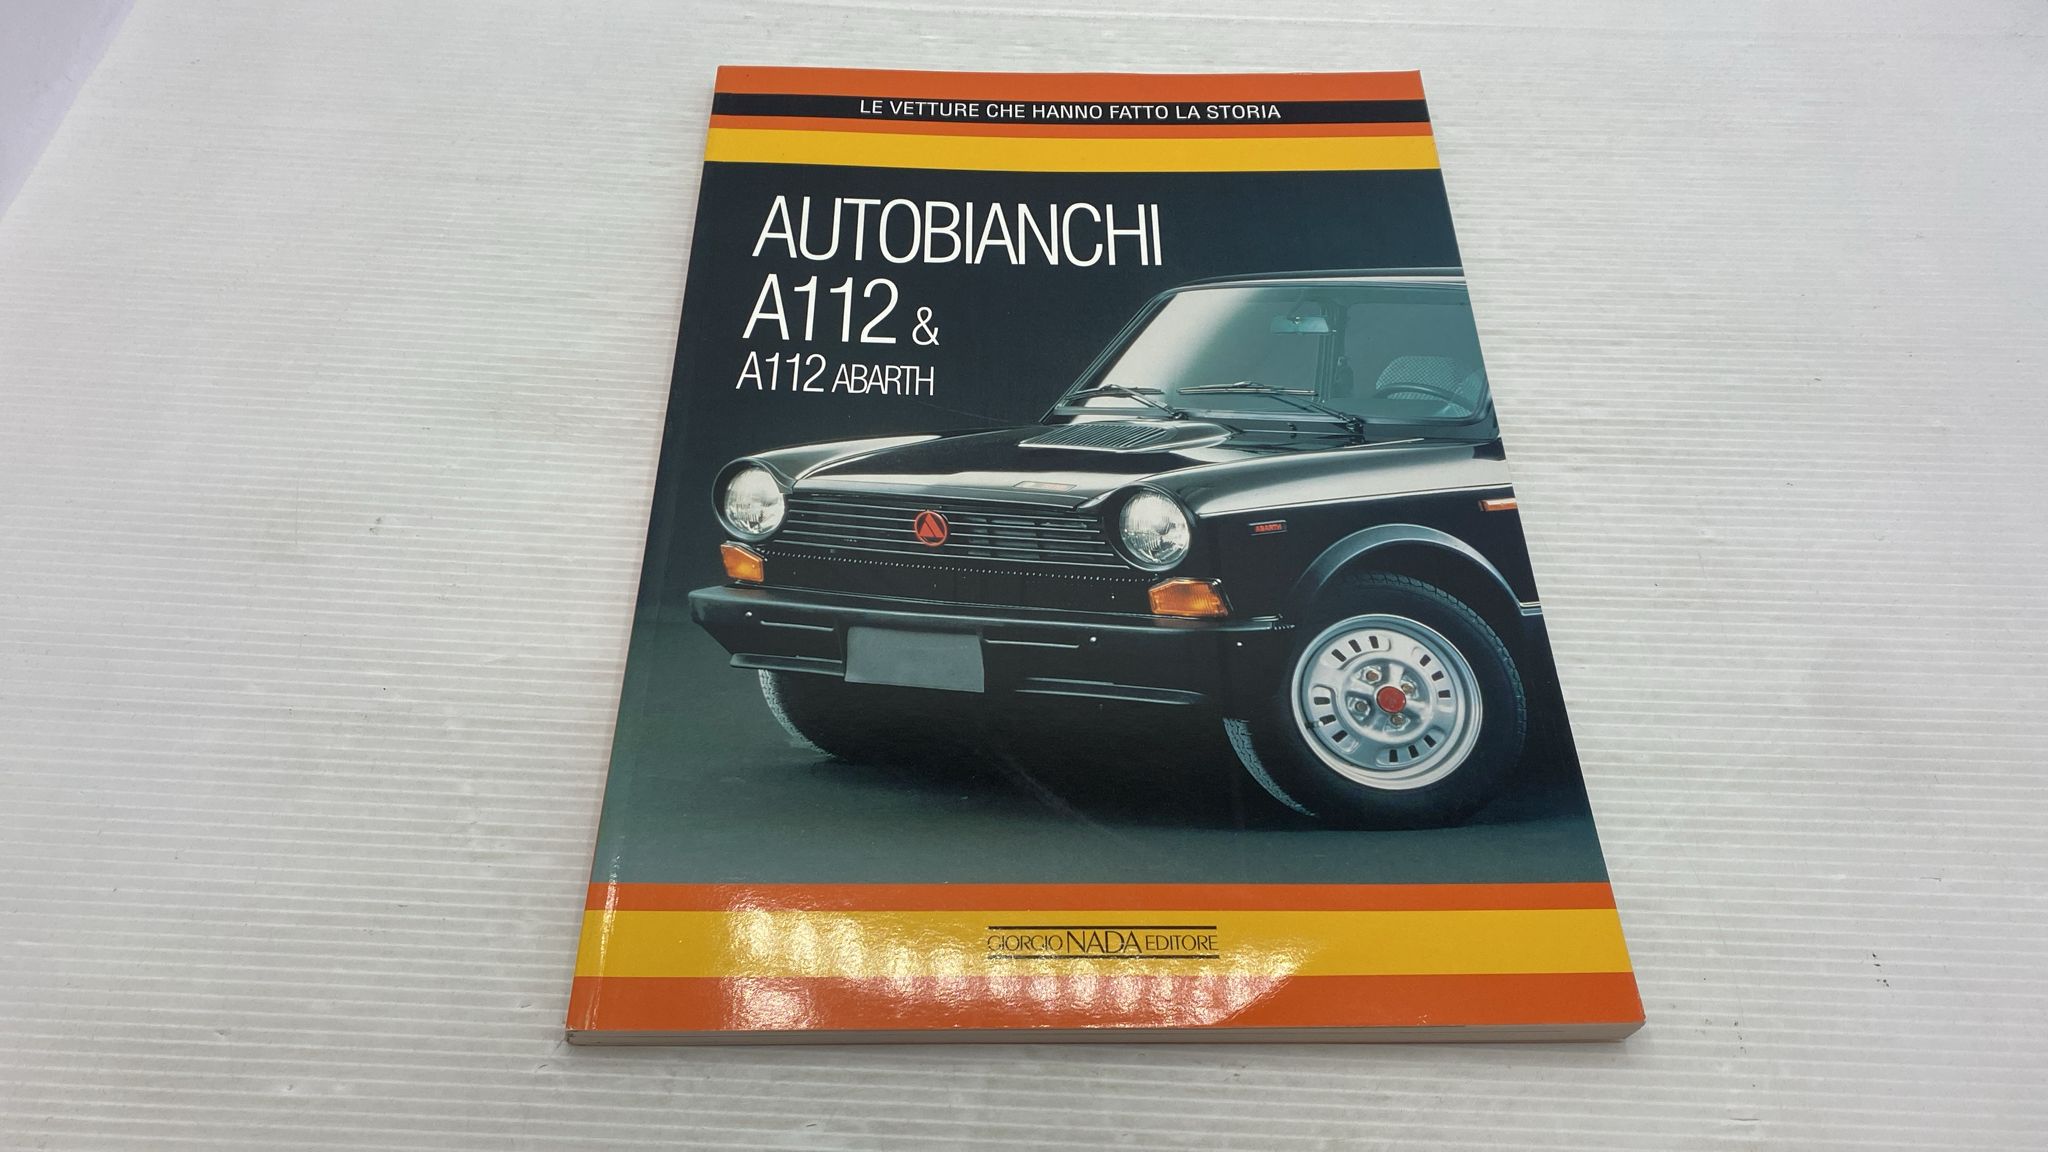 LE VETTURE CHE HANNO FATTO LA STORIA
AUTOBIANCHI
A112 &
A112 ABARTH
ABARTH
GIORGIO NADA EDITORE